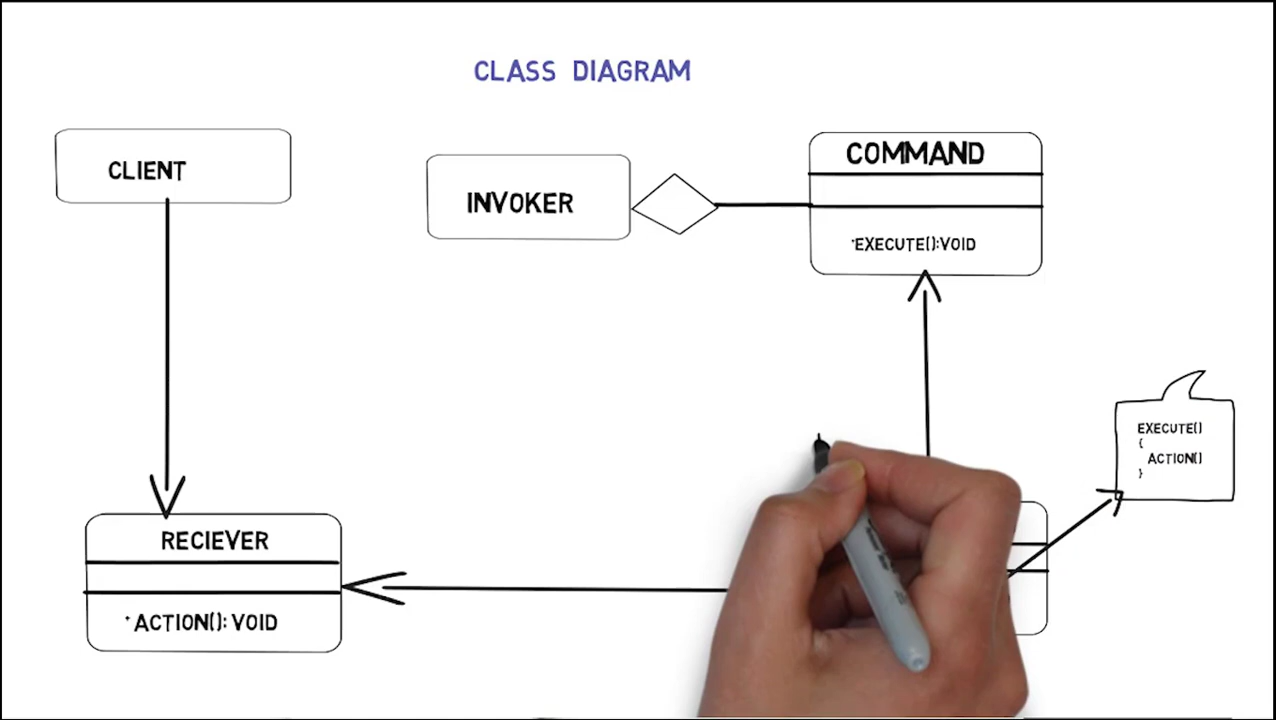 CLASS DIAGRAM
CLIENT
INVOKER
COMMAND
*EXECUTE():VOID
EXECUTE()
{
ACTION()
}
RECIEVER
*ACTION(): VOID